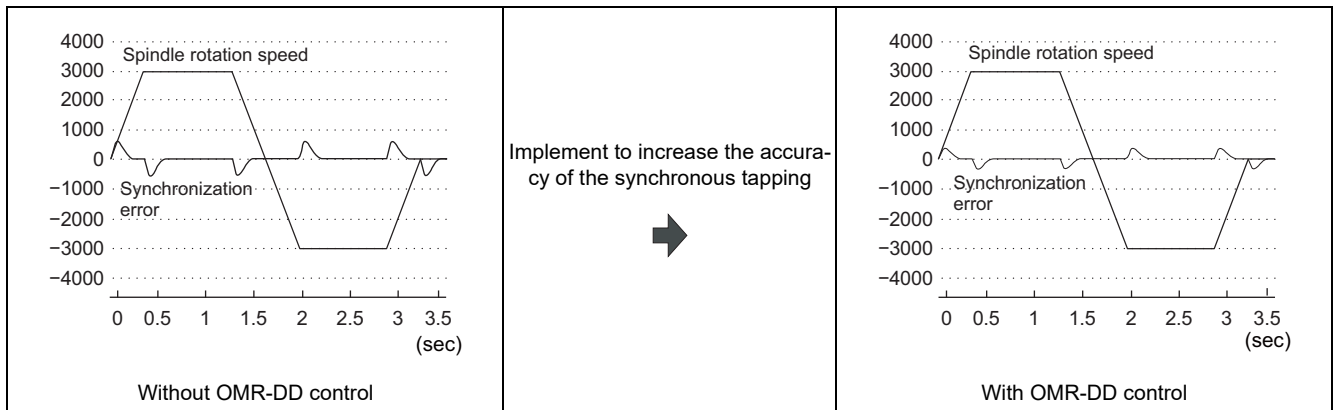 4000
Spindle rotation speed
3000
2000
1000
0
−1000
Synchronization
error
−2000
−3000
−4000
0 0.5 1 1.5 2 2.5 3 3.5
(sec)
Without OMR-DD control
Implement to increase the accura-
cy of the synchronous tapping
4000
Spindle rotation speed
3000
2000
1000
0
−1000
Synchronization
error
−2000
−3000
−4000
0 0.5 1 1.5 2 2.5 3 3.5
(sec)
With OMR-DD control